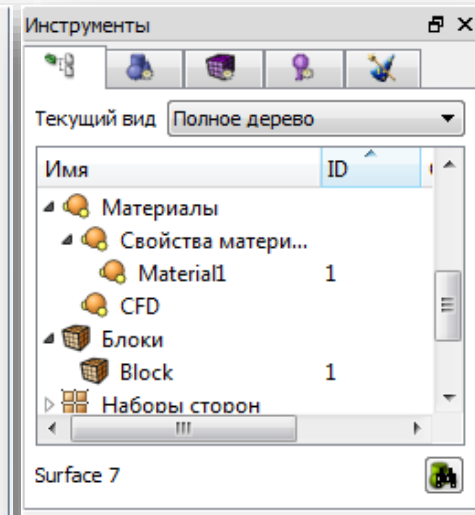 Инструменты
Текущий вид Полное дерево
Имя ID
Материалы
Свойства матери...
Material1 1
CFD
Блоки
Block 1
Наборы сторон
Surface 7